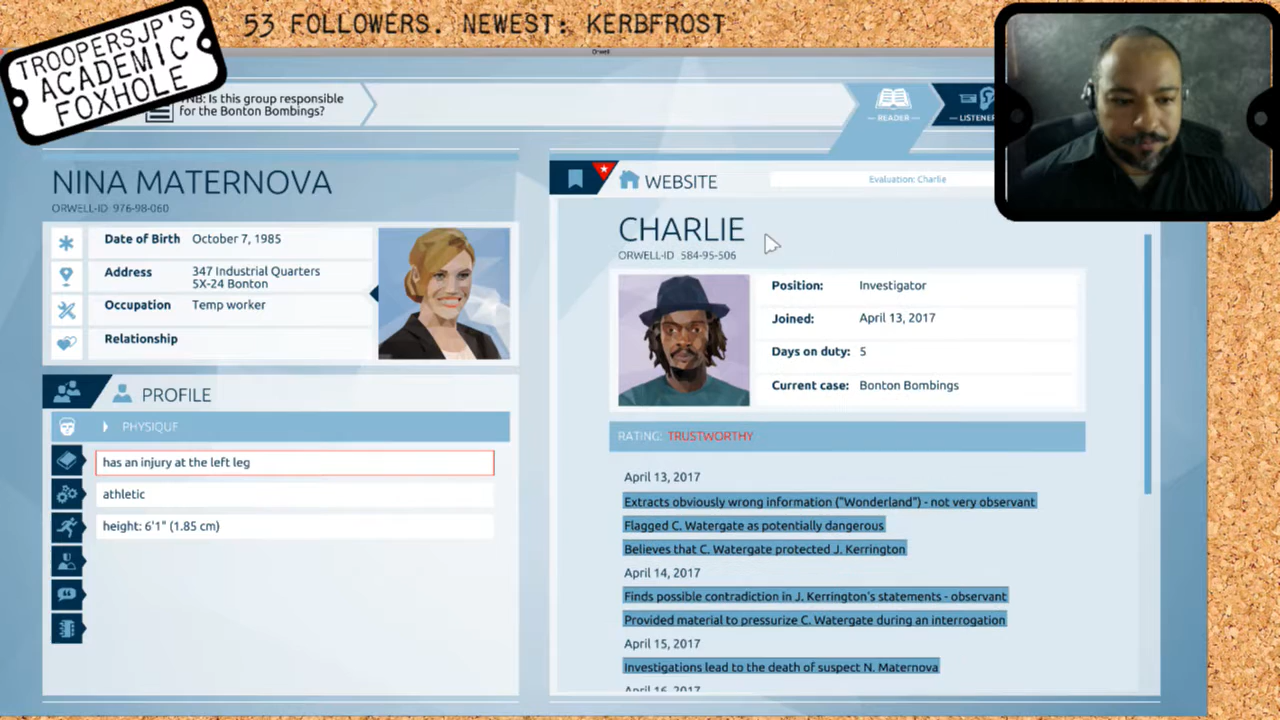 53 FOLLOWERS. NEWEST: KERBFROST
TROOPERSJP'S
ACADEMIC
FOXHOLE
Orwell
TNB: Is this group responsible
for the Bonton Bombings?
— READER —
— LISTENER
NINA MATERNOVA
ORWELL-ID 976-98-060
Date of Birth October 7, 1985
Address 347 Industrial Quarters
5X-24 Bonton
Occupation Temp worker
Relationship
PROFILE
PHYSIQUE
has an injury at the left leg
athletic
height: 6'1" (1.85 cm)
WEBSITE
Evaluation: Charlie
CHARLIE
ORWELL-ID 584-95-506
Position: Investigator
Joined: April 13, 2017
Days on duty: 5
Current case: Bonton Bombings
RATING: TRUSTWORTHY
April 13, 2017
Extracts obviously wrong information ("Wonderland") - not very observant
Flagged C. Watergate as potentially dangerous
Believes that C. Watergate protected J. Kerrington
April 14, 2017
Finds possible contradiction in J. Kerrington's statements - observant
Provided material to pressurize C. Watergate during an interrogation
April 15, 2017
Investigations lead to the death of suspect N. Maternova
April 16, 2017